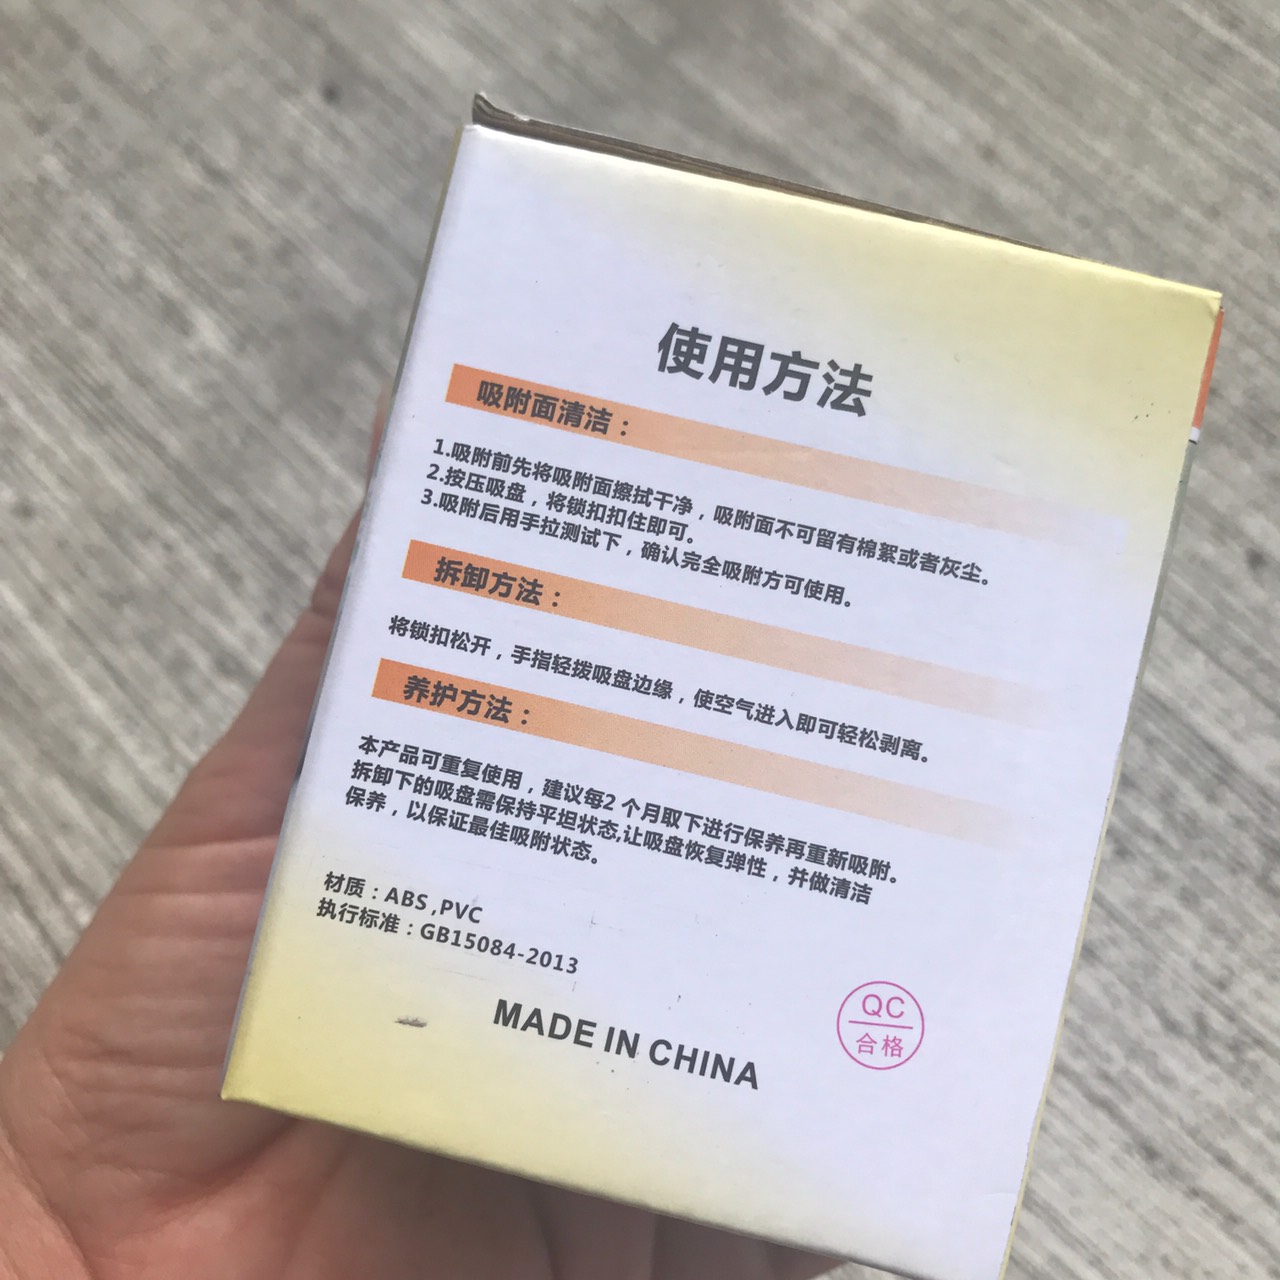 使用方法
吸附面清洁：
1.吸附前先将吸附面擦拭干净，吸附面不可留有棉絮或者灰尘。
2.按压吸盘，将锁扣扣住即可。
3.吸附后用手拉测试下，确认完全吸附方可使用。
拆卸方法：
将锁扣松开，手指轻拨吸盘边缘，使空气进入即可轻松剥离。
养护方法：
本产品可重复使用，建议每2 个月取下进行保养再重新吸附。
拆卸下的吸盘需保持平坦状态,让吸盘恢复弹性，并做清洁
保养，以保证最佳吸附状态。
材质：ABS ,PVC
执行标准：GB15084-2013
MADE IN CHINA
QC
合格